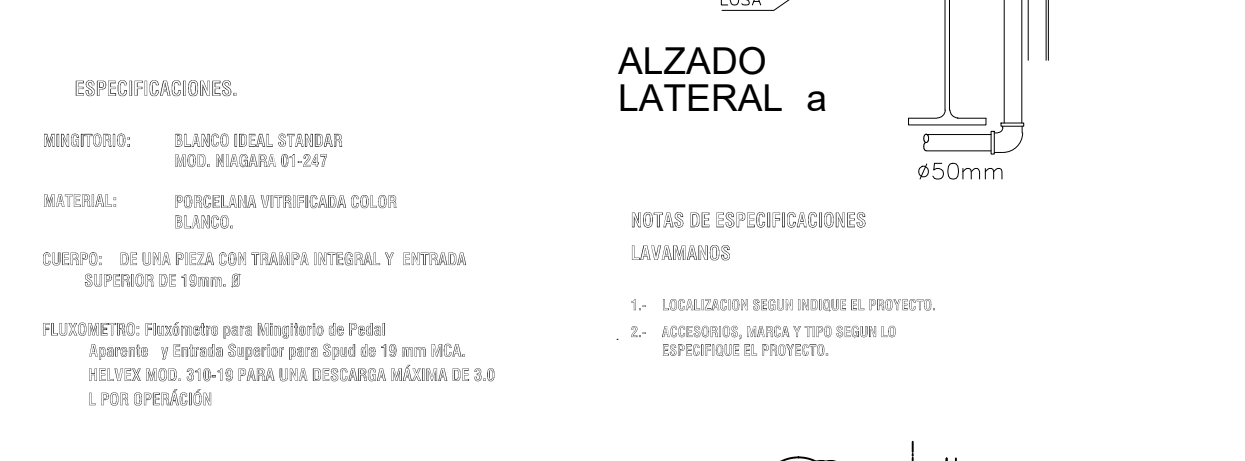 LOSA
ALZADO
LATERAL a
Ø50mm
ESPECIFICACIONES.
MINGITORIO: BLANCO IDEAL STANDAR
MOD. NIAGARA 01-247
MATERIAL: PORCELANA VITRIFICADA COLOR
BLANCO.
CUERPO: DE UNA PIEZA CON TRAMPA INTEGRAL Y ENTRADA
SUPERIOR DE 19mm. Ø
FLUXOMETRO: Fluxómetro para Mingitorio de Pedal
Aparente y Entrada Superior para Spud de 19 mm MCA.
HELVEX MOD. 310-19 PARA UNA DESCARGA MÁXIMA DE 3.0
L POR OPERÁCIÓN
NOTAS DE ESPECIFICACIONES
LAVAMANOS
1.- LOCALIZACION SEGUN INDIQUE EL PROYECTO.
2.- ACCESORIOS, MARCA Y TIPO SEGUN LO
ESPECIFIQUE EL PROYECTO.